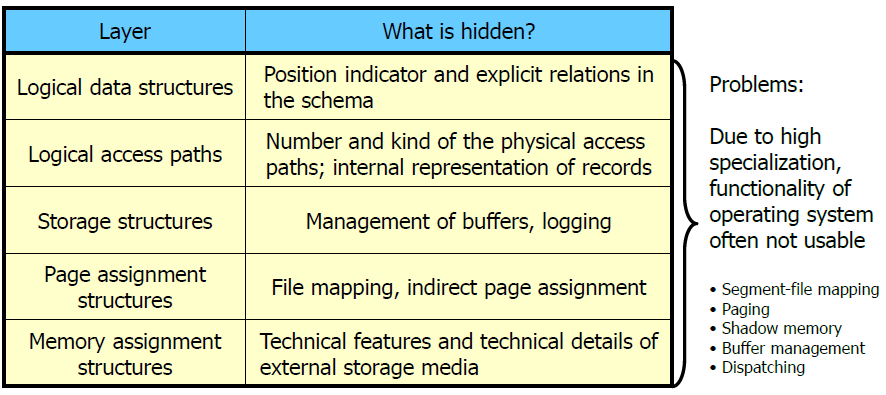 Layer
What is hidden?
Logical data structures
Position indicator and explicit relations in
the schema
Logical access paths
Number and kind of the physical access
paths; internal representation of records
Storage structures
Management of buffers, logging
Page assignment
structures
File mapping, indirect page assignment
Memory assignment
structures
Technical features and technical details of
external storage media
Problems:
Due to high
specialization,
functionality of
operating system
often not usable
• Segment-file mapping
• Paging
• Shadow memory
• Buffer management
• Dispatching